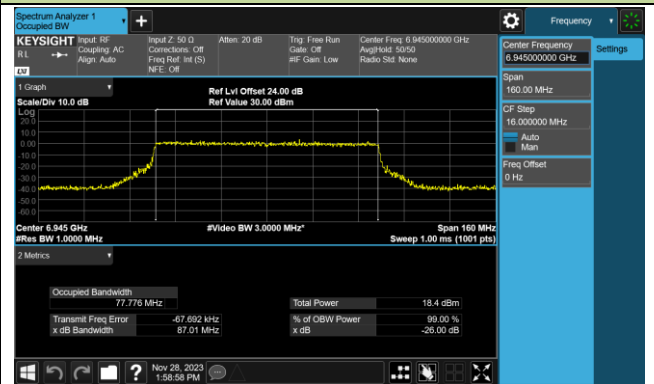 Spectrum Analyzer 1
Occupied BW
Frequency
KEYSIGHT
Input: RF
Coupling: AC
Align: Auto
Input Z: 50 Ω
Corrections: Off
Freq Ref: Int (S)
NFE: Off
Atten: 20 dB
Trig: Free Run
Gate: Off
#IF Gain: Low
Center Freq: 6.945000000 GHz
Avg|Hold: 50/50
Radio Std: None
RL
LXI
Center Frequency
6.945000000 GHz
Settings
Span
160.00 MHz
CF Step
16.000000 MHz
Auto
Man
Freq Offset
0 Hz
1 Graph
Scale/Div 10.0 dB
Ref Lvl Offset 24.00 dB
Ref Value 30.00 dBm
Log
20.0
10.0
0.00
-10.0
-20.0
-30.0
-40.0
-50.0
-60.0
Center 6.945 GHz
#Video BW 3.0000 MHz*
Span 160 MHz
#Res BW 1.0000 MHz
Sweep 1.00 ms (1001 pts)
2 Metrics
Occupied Bandwidth
77.776 MHz
Total Power
18.4 dBm
Transmit Freq Error
-67.692 kHz
% of OBW Power
99.00 %
x dB Bandwidth
87.01 MHz
x dB
-26.00 dB
?
Nov 28, 2023
1:58:58 PM